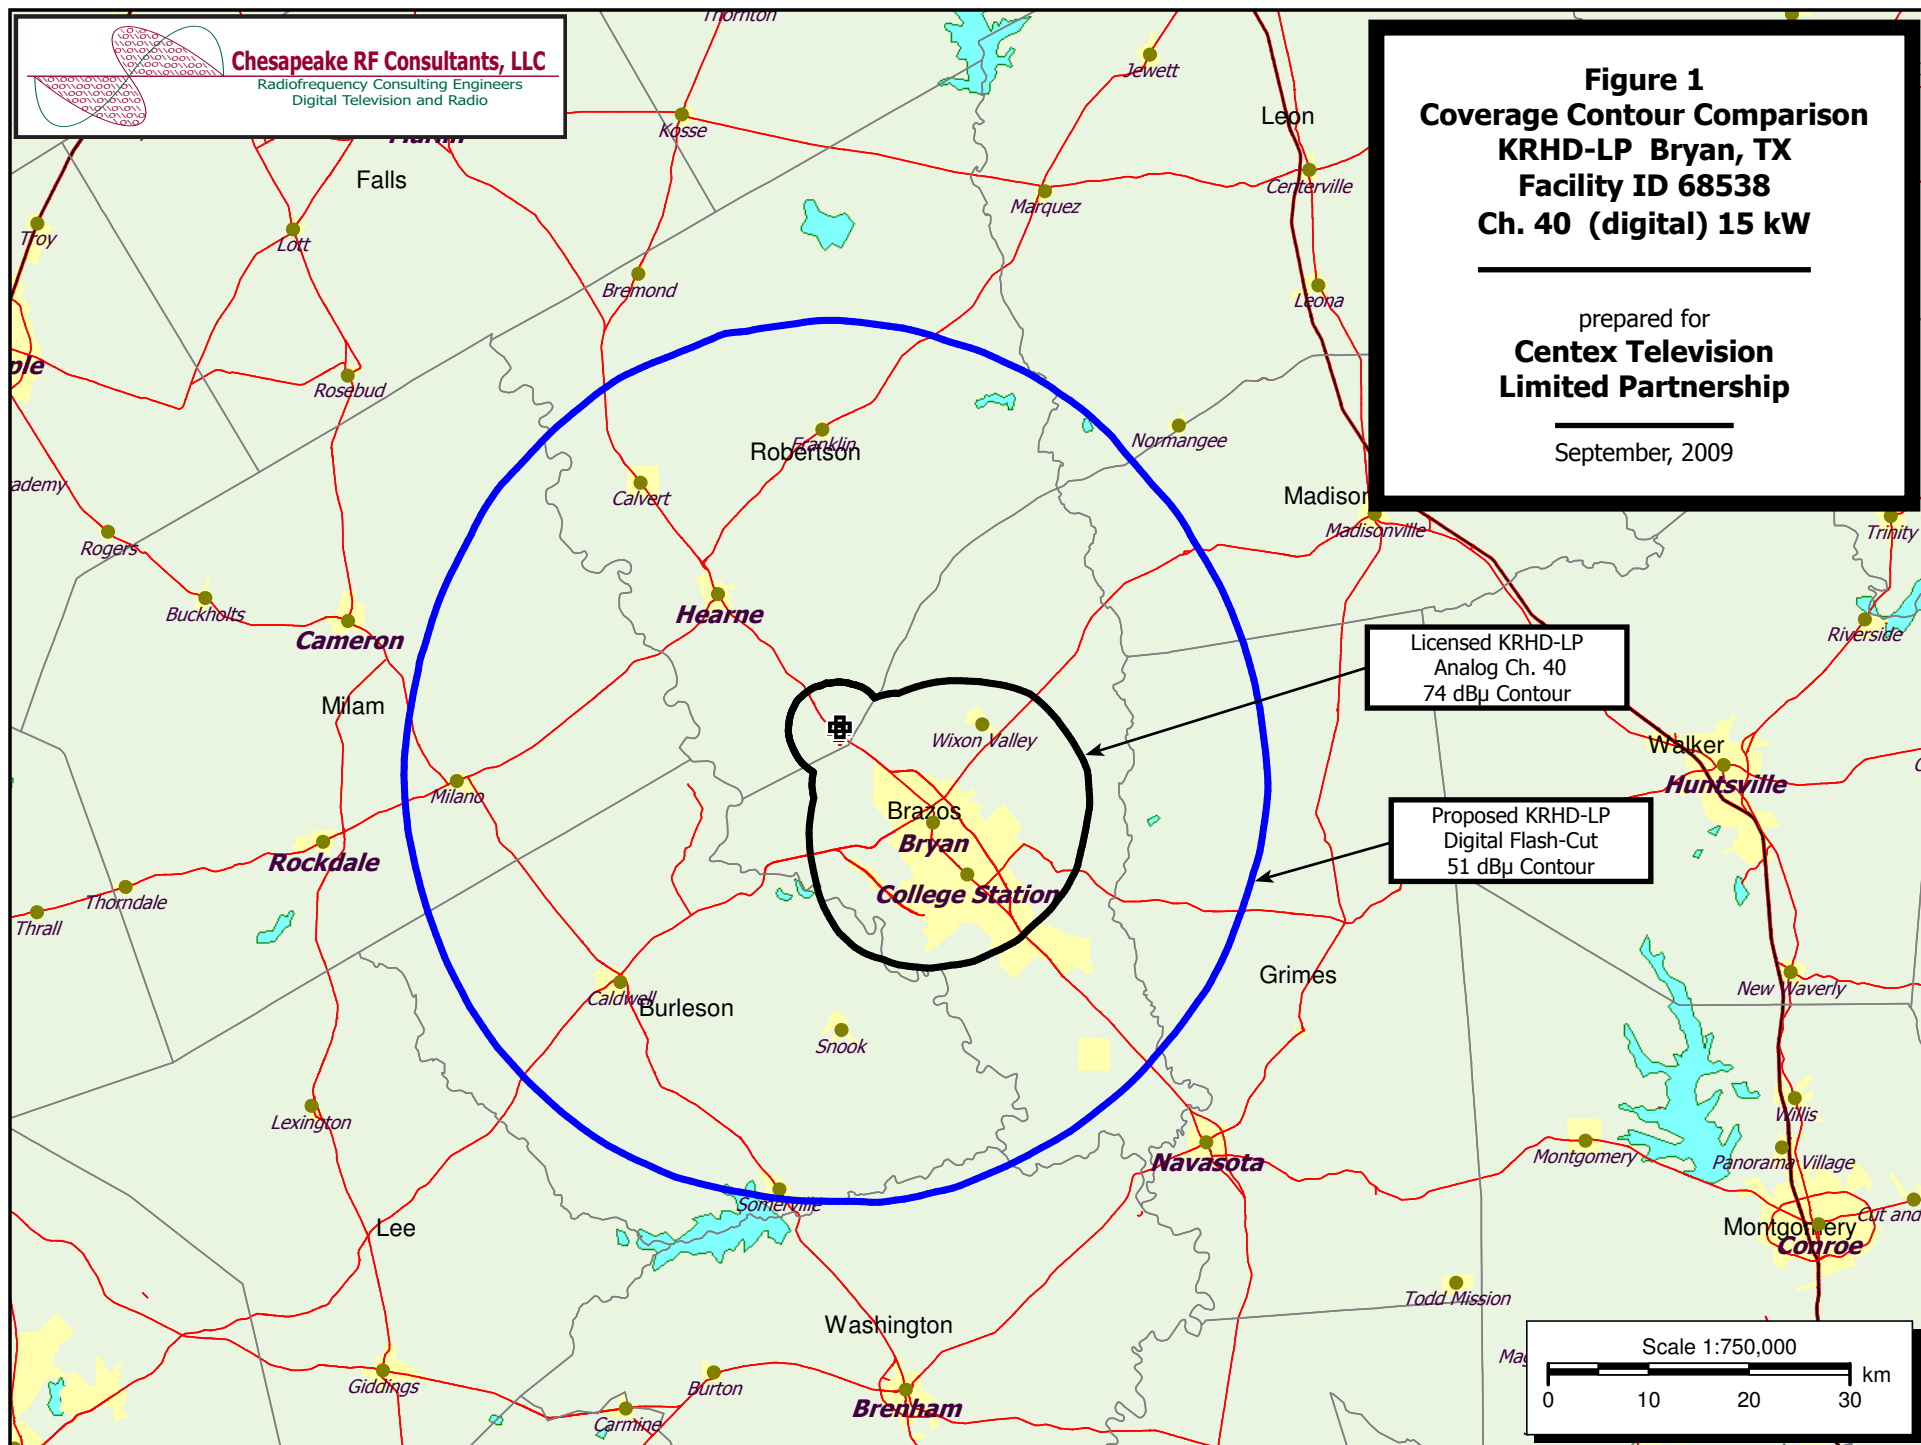 Chesapeake RF Consultants, LLC
Radiofrequency Consulting Engineers
Digital Television and Radio
Figure 1
Coverage Contour Comparison
KRHD-LP Bryan, TX
Facility ID 68538
Ch. 40 (digital) 15 kW
prepared for
Centex Television
Limited Partnership
September, 2009
Thornton
Jewett
Kosse
Leon
Falls
Centerville
Marquez
Troy
Lott
Bremond
Leona
Rosebud
Franklin
Robertson
Normangee
Calvert
Madison
Madisonville
Trinity
Rogers
Buckholts
Hearne
Cameron
Riverside
Licensed KRHD-LP
Analog Ch. 40
74 dBµ Contour
Milam
Wixon Valley
Walker
Huntsville
Milano
Brazos
Bryan
Proposed KRHD-LP
Digital Flash-Cut
51 dBµ Contour
Rockdale
College Station
Thorndale
Thrall
Grimes
New Waverly
Caldwell
Burleson
Snook
Lexington
Willis
Navasota
Montgomery
Panorama Village
Somerville
Cut and
Lee
Montgomery
Conroe
Todd Mission
Washington
Scale 1:750,000
km
0 10 20 30
Giddings
Burton
Brenham
Carmine